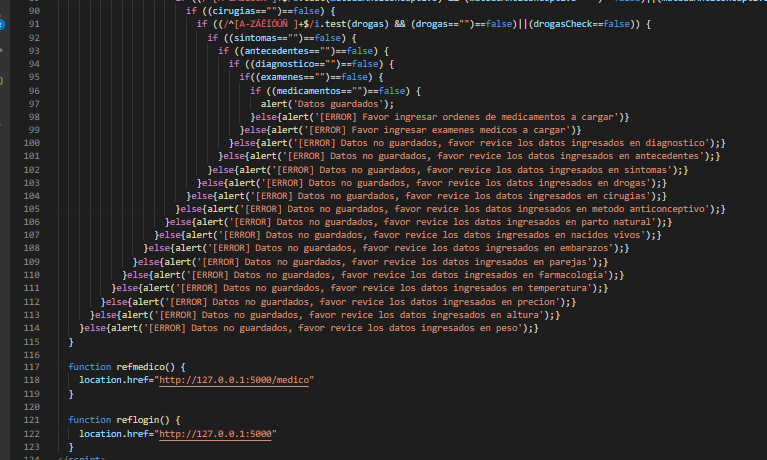 90 if ((cirugias=="")==false) {
91 if ((/^[A-ZÁÉÍÓÚÑ ]+$/i.test(drogas) && (drogas=="")==false)||(drogasCheck==false)) {
92 if ((sintomas=="")==false) {
93 if ((antecedentes=="")==false) {
94 if ((diagnostico=="")==false) {
95 if((examenes=="")==false) {
96 if ((medicamentos=="")==false) {
97 alert('Datos guardados');
98 }else{alert('[ERROR] Favor ingresar ordenes de medicamentos a cargar')}
99 }else{alert('[ERROR] Favor ingresar examenes medicos a cargar')}
100 }else{alert('[ERROR] Datos no guardados, favor revice los datos ingresados en diagnostico');}
101 }else{alert('[ERROR] Datos no guardados, favor revice los datos ingresados en antecedentes');}
102 }else{alert('[ERROR] Datos no guardados, favor revice los datos ingresados en sintomas');}
103 }else{alert('[ERROR] Datos no guardados, favor revice los datos ingresados en drogas');}
104 }else{alert('[ERROR] Datos no guardados, favor revice los datos ingresados en cirugias');}
105 }else{alert('[ERROR] Datos no guardados, favor revice los datos ingresados en metodo anticonceptivo');}
106 }else{alert('[ERROR] Datos no guardados, favor revice los datos ingresados en parto natural');}
107 }else{alert('[ERROR] Datos no guardados, favor revice los datos ingresados en nacidos vivos');}
108 }else{alert('[ERROR] Datos no guardados, favor revice los datos ingresados en embarazos');}
109 }else{alert('[ERROR] Datos no guardados, favor revice los datos ingresados en parejas');}
110 }else{alert('[ERROR] Datos no guardados, favor revice los datos ingresados en farmacologia');}
111 }else{alert('[ERROR] Datos no guardados, favor revice los datos ingresados en temperatura');}
112 }else{alert('[ERROR] Datos no guardados, favor revice los datos ingresados en precion');}
113 }else{alert('[ERROR] Datos no guardados, favor revice los datos ingresados en altura');}
114 }else{alert('[ERROR] Datos no guardados, favor revice los datos ingresados en peso');}
115 }
116
117 function refmedico() {
118 location.href="http://127.0.0.1:5000/medico"
119 }
120
121 function reflogin() {
122 location.href="http://127.0.0.1:5000"
123 }
124 </script>